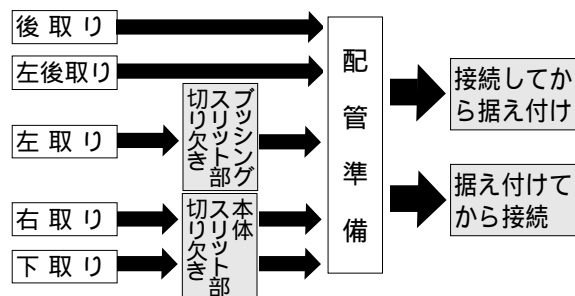 後取り
左後取り
左取り
右取り
下取り
ブッシング
スリット部
切り欠き
本体
スリット部
切り欠き
配管準備
接続してか
ら据え付け
据え付けて
から接続